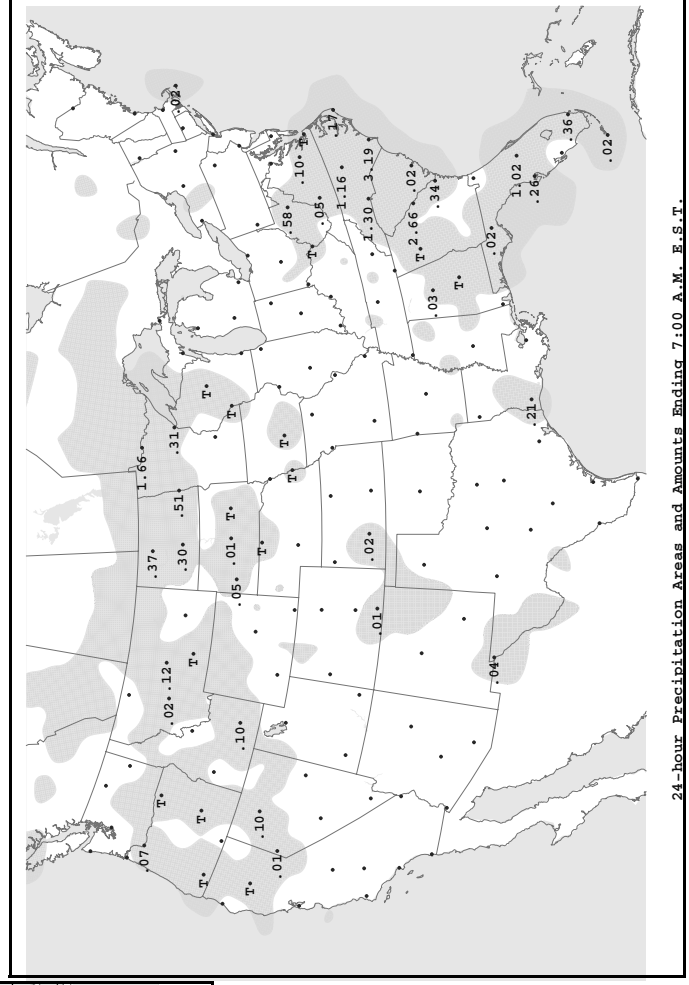 1.66
.07
.37
T
.02 .12
.31
.02
.51
.30
T
T
T
T
T
T
.01
.05
.10
T
.10
T
.01
T
.58
T
.10
T
T
.05
.17
1.16
1.30 3.19
.02
.01
.02
2.66
T
.03
.34
T
.02
.04
1.02
.21
.26
.36
.02
24-hour Precipitation Areas and Amounts Ending 7:00 A.M. E.S.T.